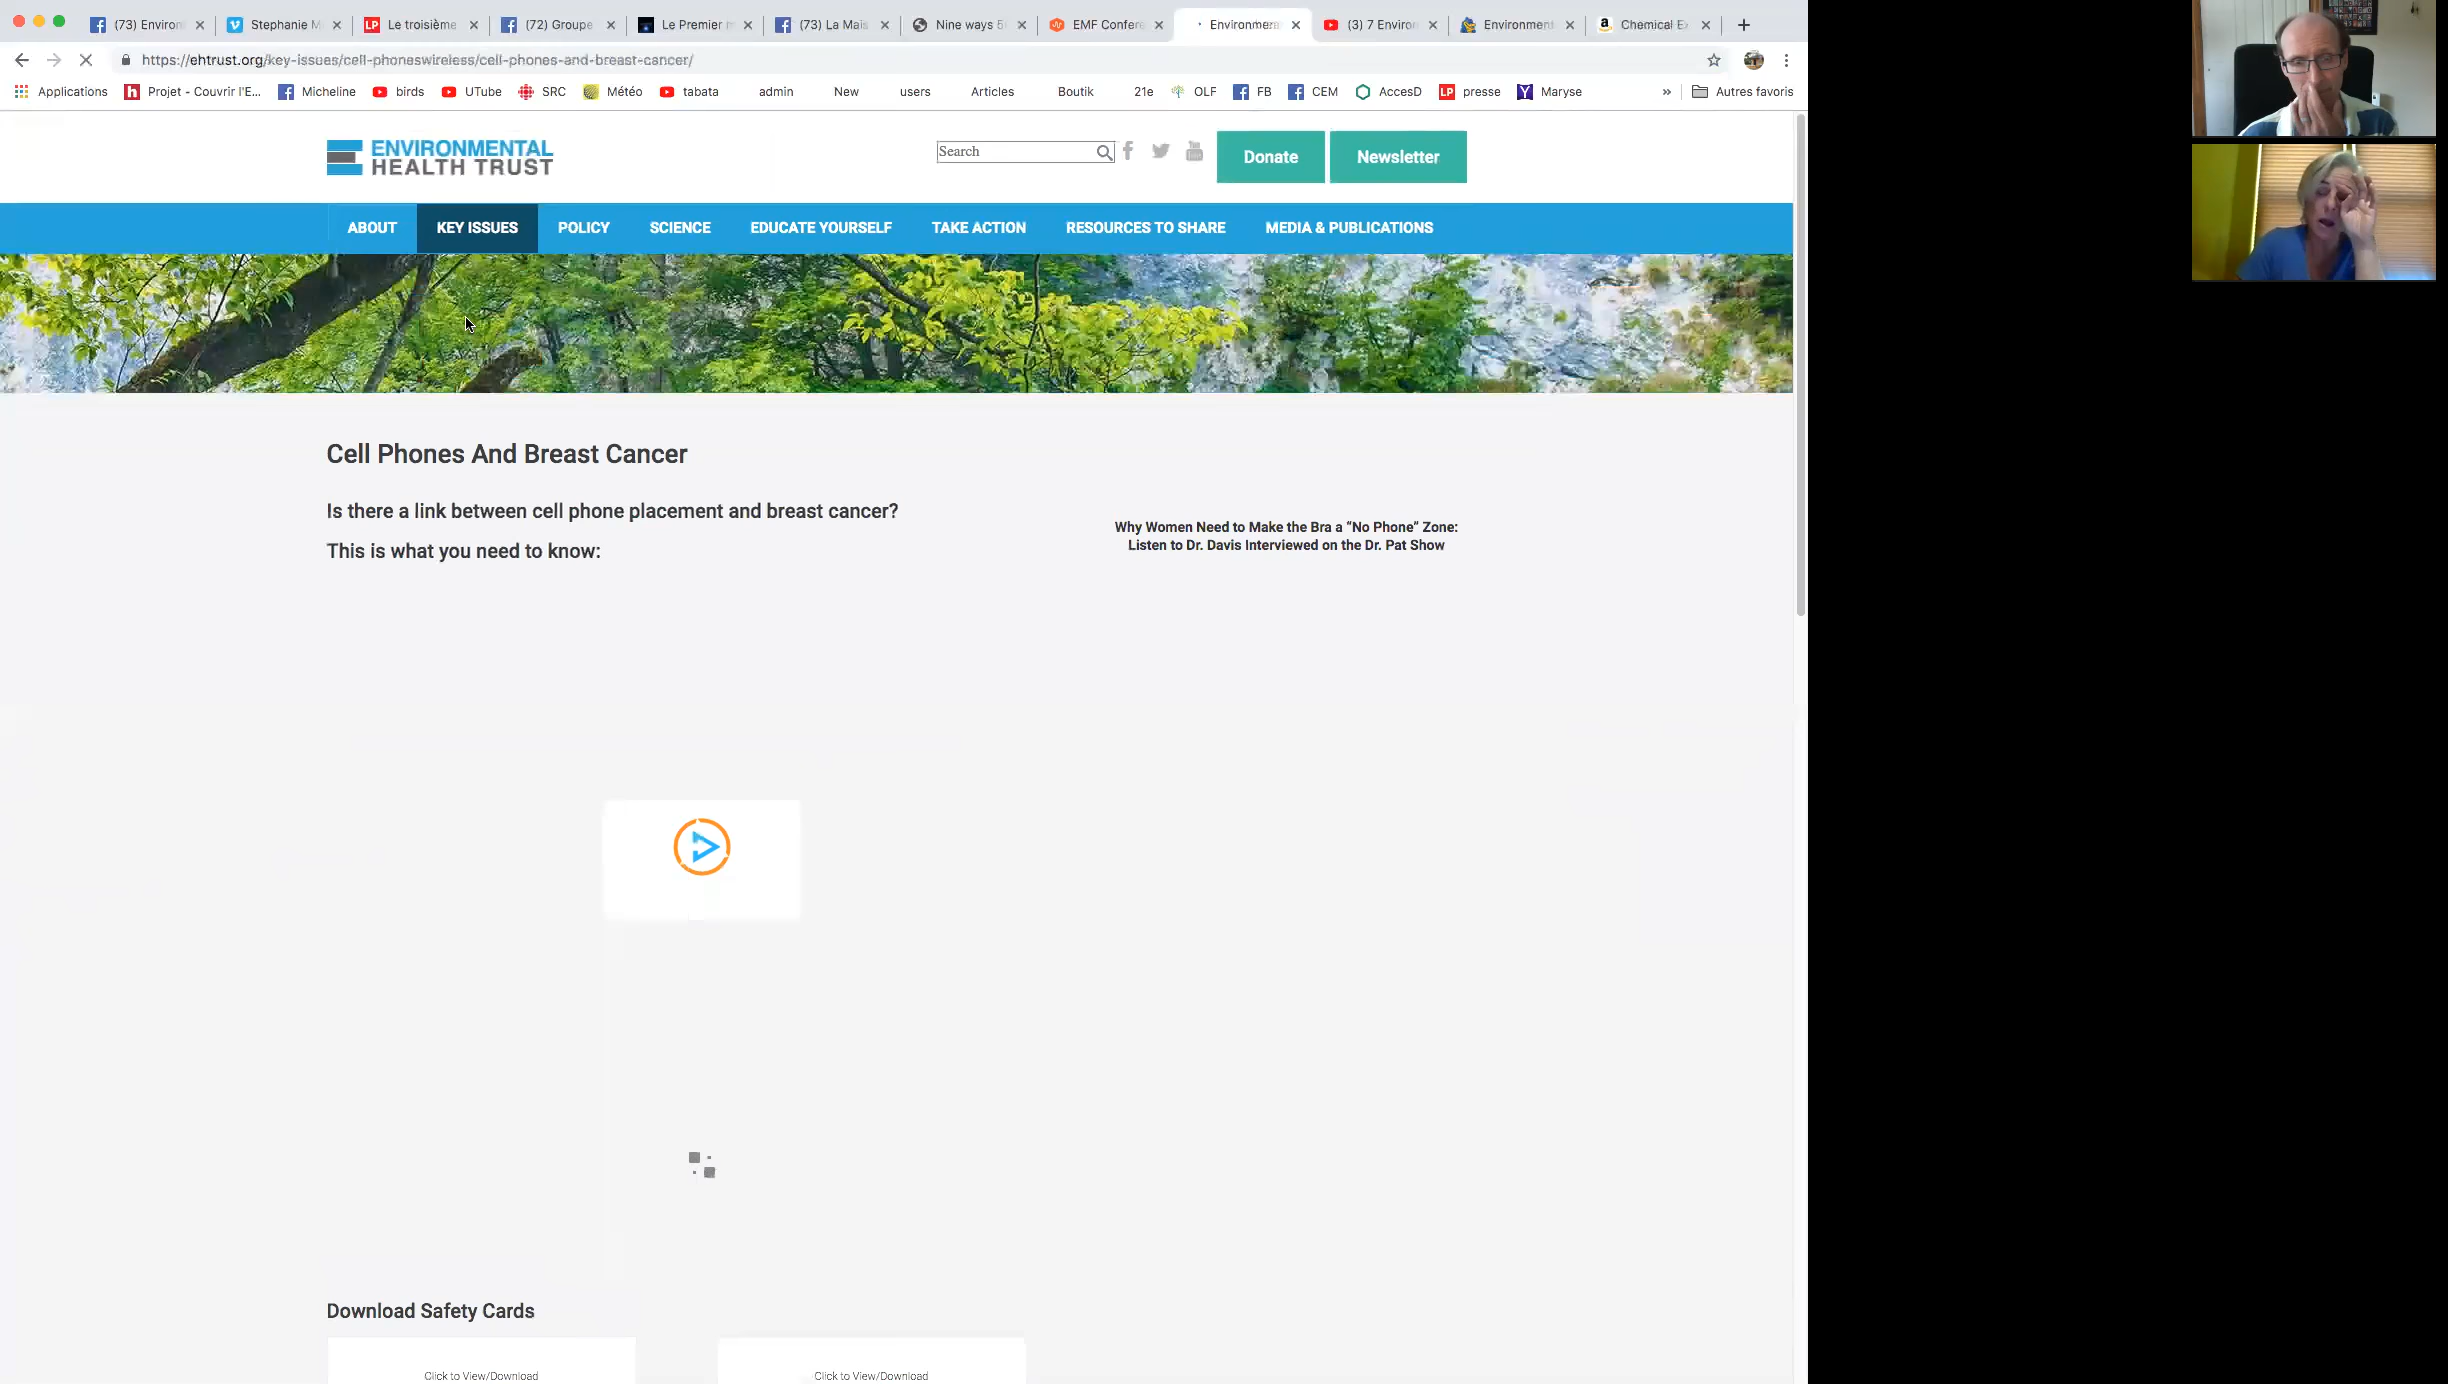 (73) Environ
Stephanie M
Le troisième
(72) Groupe
Le Premier m
(73) La Mais
Nine ways 5
EMF Confere
Environmen
(3) 7 Enviro
Environment
Chemical Ex
https://ehtrust.org/key-issues/cell-phoneswireless/cell-phones-and-breast-cancer/
Applications
Projet - Couvrir l'E...
Micheline
birds
UTube
SRC
Météo
tabata
admin
New
users
Articles
Boutik
21e
OLF
FB
CEM
AccesD
LP
presse
Maryse
»
Autres favoris
ENVIRONMENTAL
HEALTH TRUST
Search
Donate
Newsletter
ABOUT
KEY ISSUES
POLICY
SCIENCE
EDUCATE YOURSELF
TAKE ACTION
RESOURCES TO SHARE
MEDIA & PUBLICATIONS
Cell Phones And Breast Cancer
Is there a link between cell phone placement and breast cancer?
This is what you need to know:
Why Women Need to Make the Bra a “No Phone” Zone:
Listen to Dr. Davis Interviewed on the Dr. Pat Show
Download Safety Cards
Click to View/Download
Click to View/Download